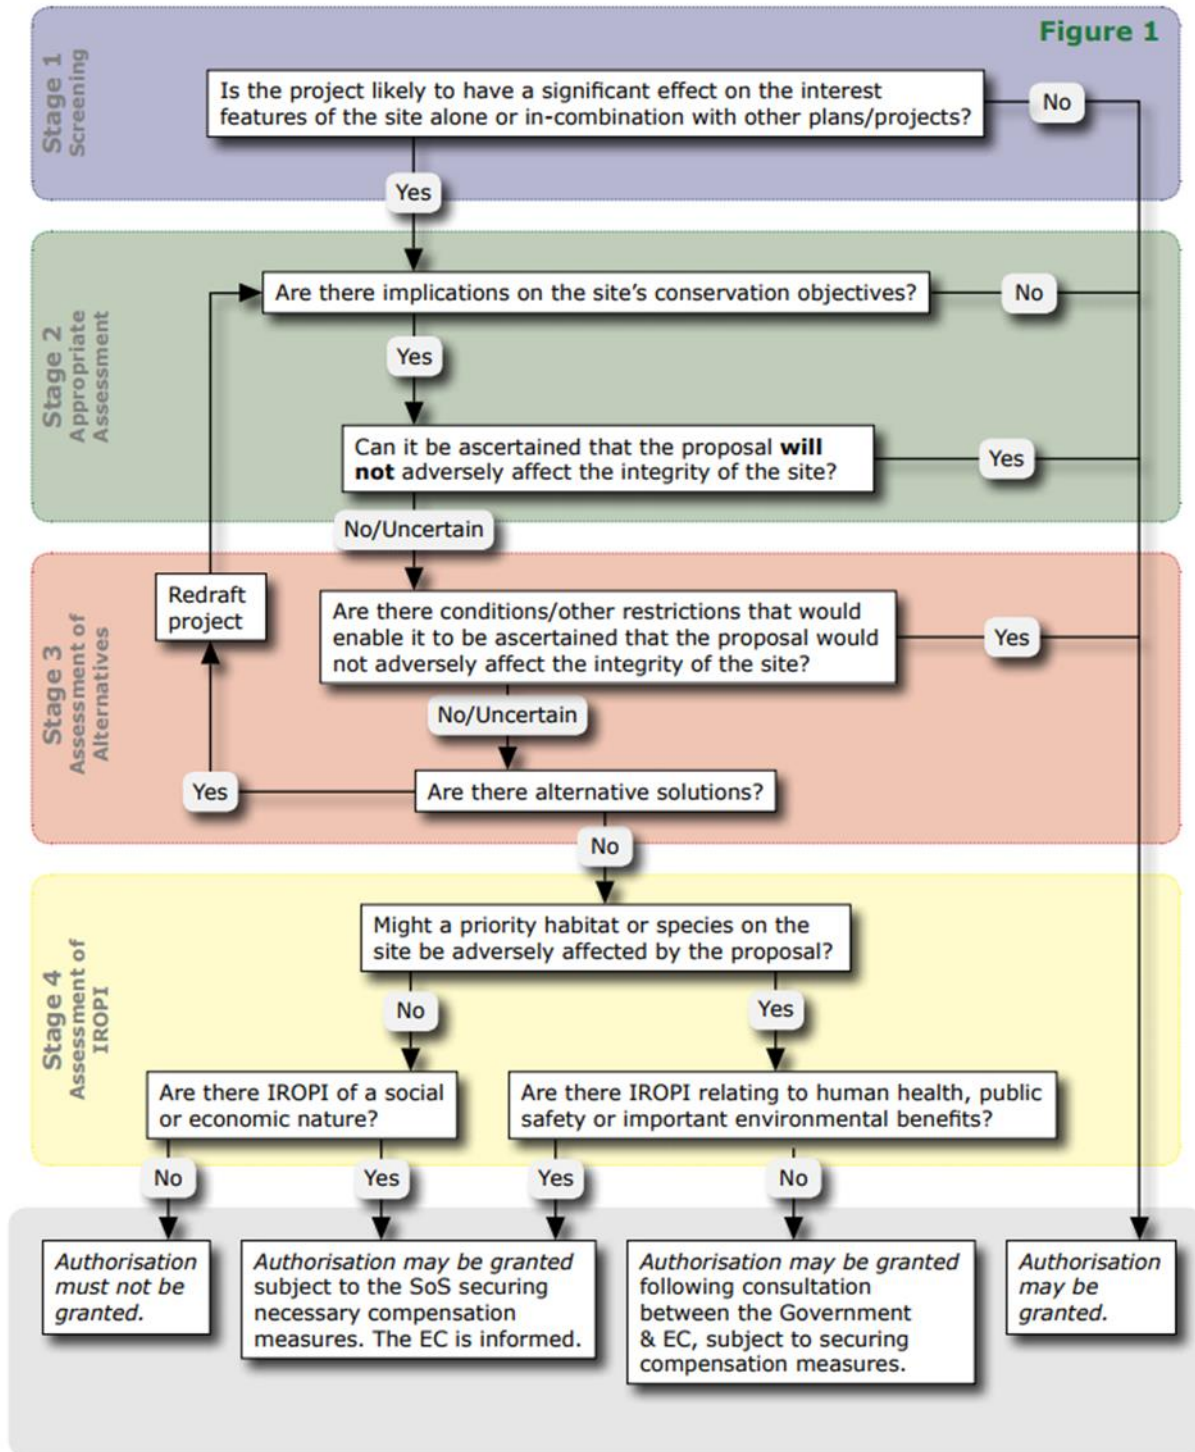 Figure 1
Stage 1
Screening
Is the project likely to have a significant effect on the interest
features of the site alone or in-combination with other plans/projects?
No
Yes
Stage 2
Appropriate
Assessment
Are there implications on the site's conservation objectives?
No
Yes
Can it be ascertained that the proposal will
not adversely affect the integrity of the site?
Yes
No/Uncertain
Stage 3
Assessment of
Alternatives
Redraft
project
Are there conditions/other restrictions that would
enable it to be ascertained that the proposal would
not adversely affect the integrity of the site?
Yes
No/Uncertain
Are there alternative solutions?
Yes
No
Stage 4
Assessment of
IROPI
Might a priority habitat or species on the
site be adversely affected by the proposal?
No
Yes
Are there IROPI of a social
or economic nature?
Are there IROPI relating to human health, public
safety or important environmental benefits?
No
Yes
Yes
No
Authorisation
must not be
granted.
Authorisation may be granted
subject to the SoS securing
necessary compensation
measures. The EC is informed.
Authorisation may be granted
following consultation
between the Government
& EC, subject to securing
compensation measures.
Authorisation
may be
granted.